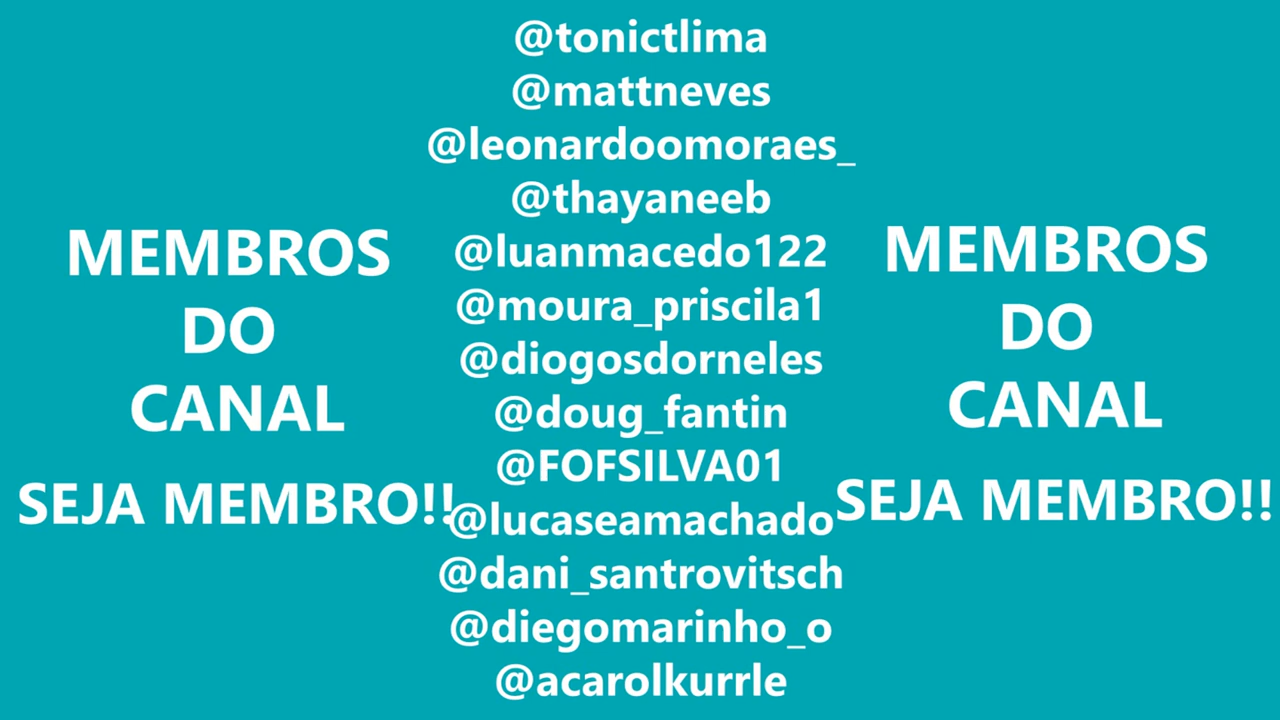 @tonictlima
@mattneves
@leonardoomoraes_
@thayaneeb
@luanmacedo122
@moura_priscila1
@diogosdorneles
@doug_fantin
@FOFSILVA01
@lucaseamachado
@dani_santrovitsch
@diegomarinho_o
@acarolkurrle
MEMBROS
DO
CANAL
SEJA MEMBRO!!
MEMBROS
DO
CANAL
SEJA MEMBRO!!